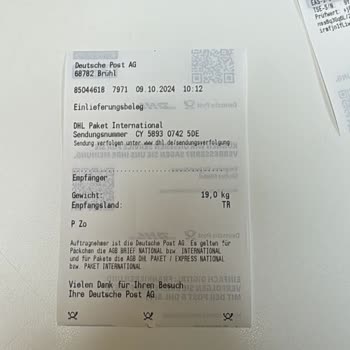 Deutsche Post AG
68782 Brühl
85044618 7971 09.10.2024 10:12
Einlieferungsbeleg
DHL Paket International
Sendungsnummer CY 5893 0742 5DE
Sendung verfolgen unter www.dhl.de/sendungsverfolgung
Empfänger
Gewicht: 19,0 kg
Empfangsland: TR
P Zo
Auftragnehmer ist die Deutsche Post AG. Es gelten für
Päckchen die AGB BRIEF NATIONAL bzw. INTERNATIONAL
und für Pakete die AGB DHL PAKET / EXPRESS NATIONAL
bzw. PAKET INTERNATIONAL
Vielen Dank für Ihren Besuch.
Ihre Deutsche Post AG